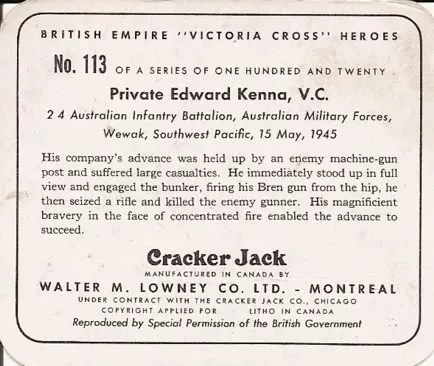 BRITISH EMPIRE "VICTORIA CROSS" HEROES
No. 113 OF A SERIES OF ONE HUNDRED AND TWENTY
Private Edward Kenna, V.C.
2 4 Australian Infantry Battalion, Australian Military Forces,
Wewak, Southwest Pacific, 15 May, 1945
His company's advance was held up by an enemy machine-gun
post and suffered large casualties. He immediately stood up in full
view and engaged the bunker, firing his Bren gun from the hip, he
then seized a rifle and killed the enemy gunner. His magnificent
bravery in the face of concentrated fire enabled the advance to
succeed.
Cracker Jack
MANUFACTURED IN CANADA BY
WALTER M. LOWNEY CO. LTD. - MONTREAL
UNDER CONTRACT WITH THE CRACKER JACK CO., CHICAGO
COPYRIGHT APPLIED FOR LITHO IN CANADA
Reproduced by Special Permission of the British Government